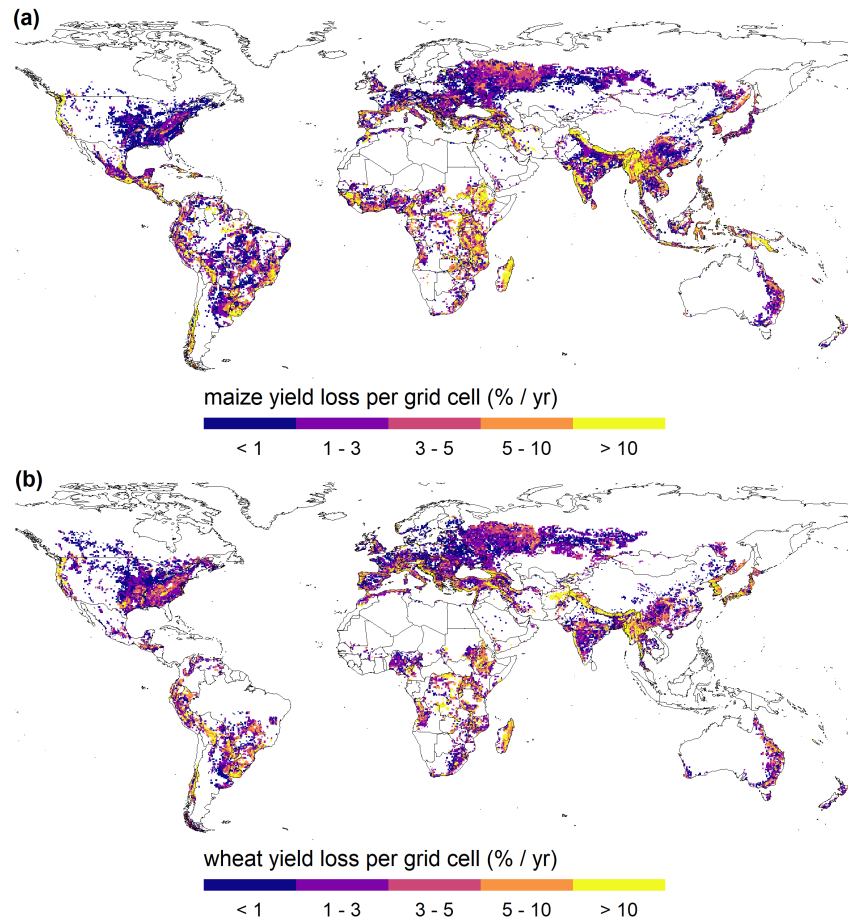 (a)
maize yield loss per grid cell (% / yr)
< 1 1 - 3 3 - 5 5 - 10 > 10
(b)
wheat yield loss per grid cell (% / yr)
< 1 1 - 3 3 - 5 5 - 10 > 10